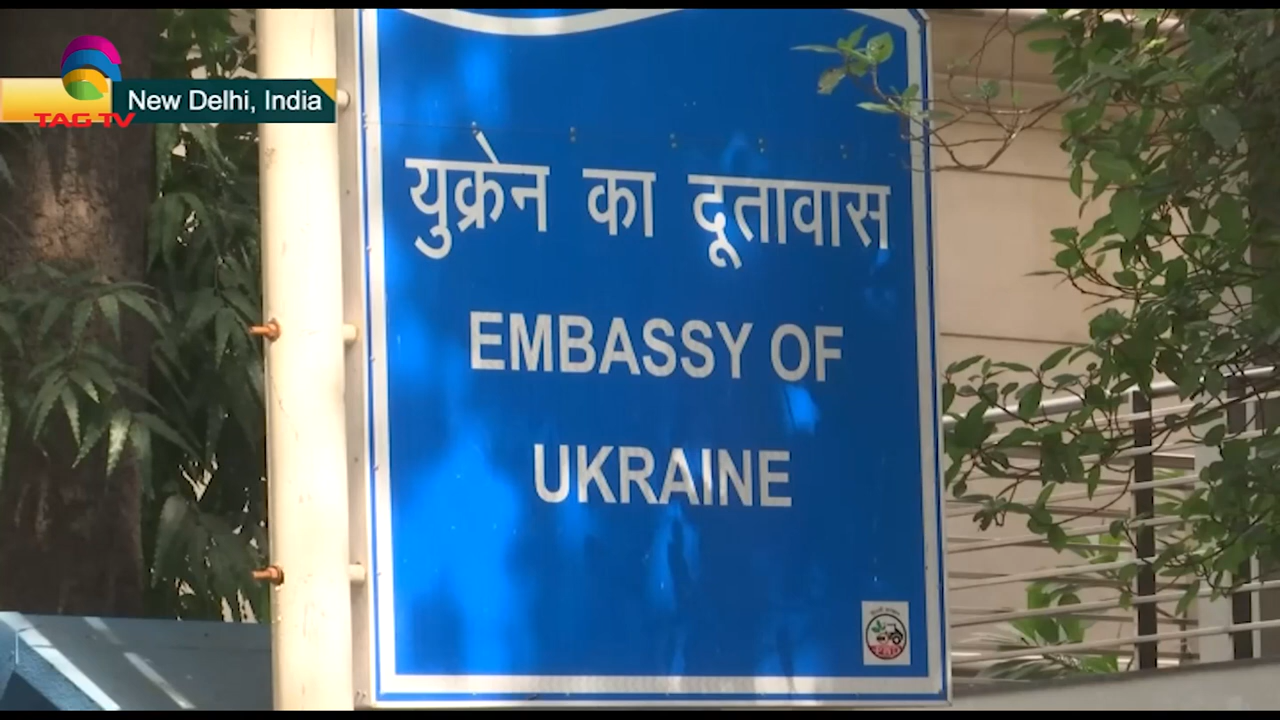 New Delhi, India
TAG TV
युक्रेन का दूतावास
EMBASSY OF
UKRAINE